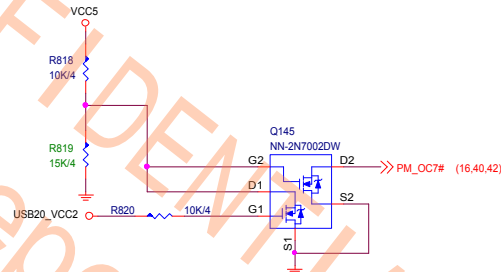 VCC5
R818
10K/4
Q145
NN-2N7002DW
R819
15K/4
G2
D2
PM_OC7# (16,40,42)
D1
S2
USB20_VCC2
R820
10K/4
G1
S1
FIDENTIAL